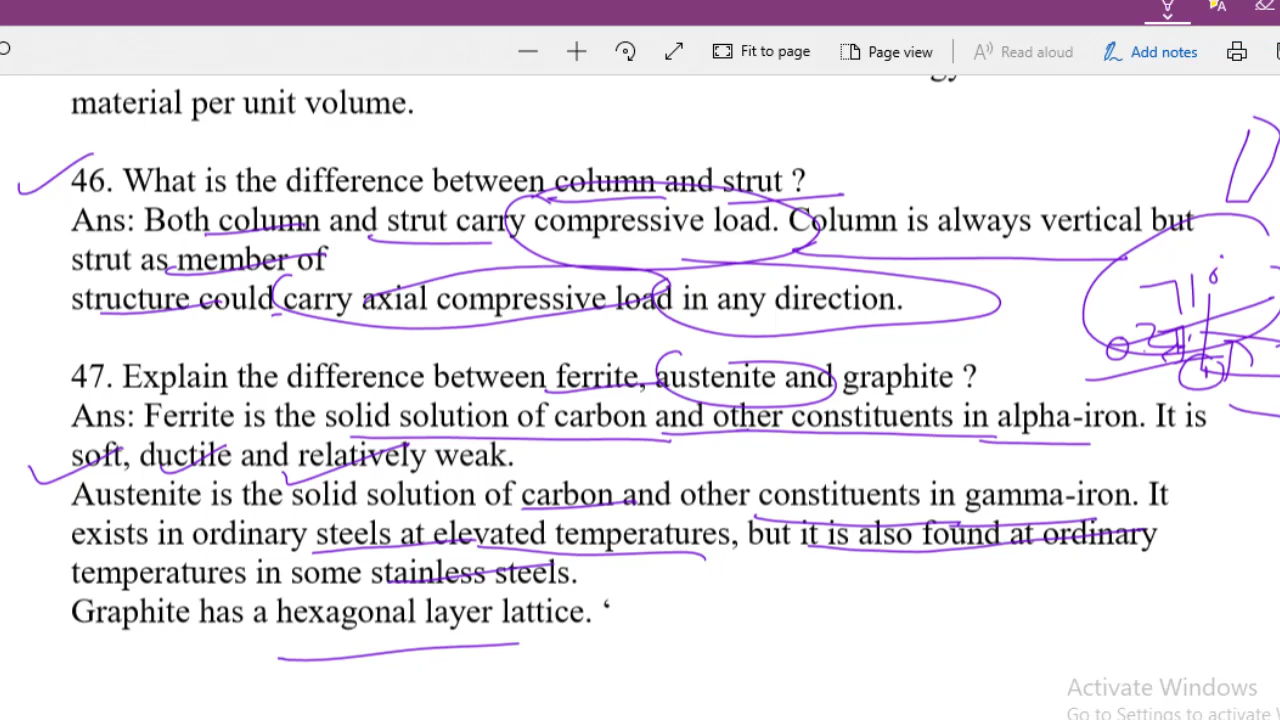 Fit to page
Page view
Read aloud
Add notes
material per unit volume.
46. What is the difference between column and strut ?
Ans: Both column and strut carry compressive load. Column is always vertical but
strut as member of
structure could carry axial compressive load in any direction.
47. Explain the difference between ferrite, austenite and graphite ?
Ans: Ferrite is the solid solution of carbon and other constituents in alpha-iron. It is
soft, ductile and relatively weak.
Austenite is the solid solution of carbon and other constituents in gamma-iron. It
exists in ordinary steels at elevated temperatures, but it is also found at ordinary
temperatures in some stainless steels.
Graphite has a hexagonal layer lattice. ‘
Activate Windows
Go to Settings to activate